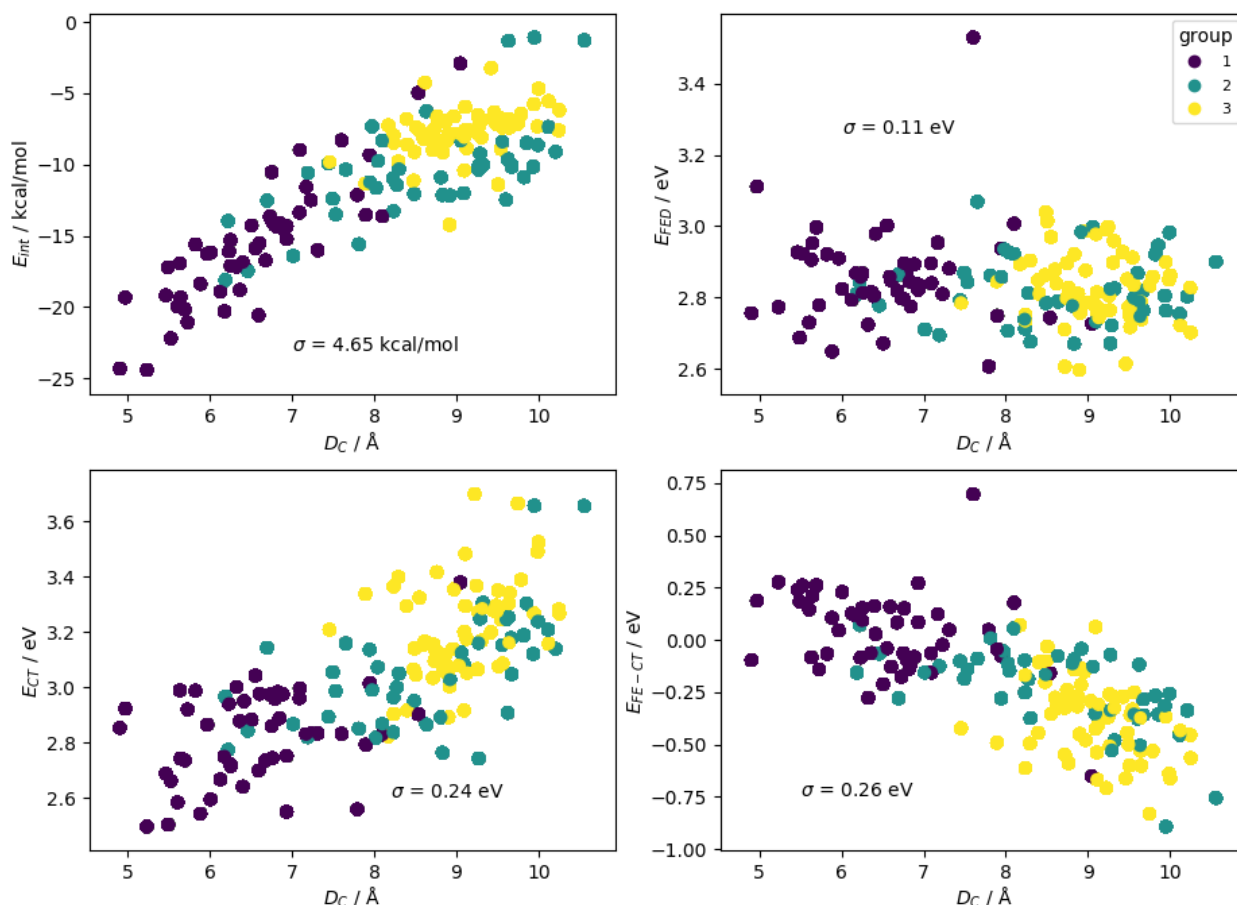 0
−5
−10
−15
−20
−25
E_int / kcal/mol
σ = 4.65 kcal/mol
5 6 7 8 9 10
D_C / Å
3.4
3.2
3.0
2.8
2.6
E_FED / eV
σ = 0.11 eV
group
1
2
3
5 6 7 8 9 10
D_C / Å
3.6
3.4
3.2
3.0
2.8
2.6
E_CT / eV
σ = 0.24 eV
5 6 7 8 9 10
D_C / Å
0.75
0.50
0.25
0.00
−0.25
−0.50
−0.75
−1.00
E_FE−CT / eV
σ = 0.26 eV
5 6 7 8 9 10
D_C / Å